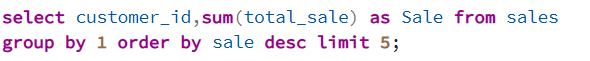 select customer_id,sum(total_sale) as Sale from sales
group by 1 order by sale desc limit 5;